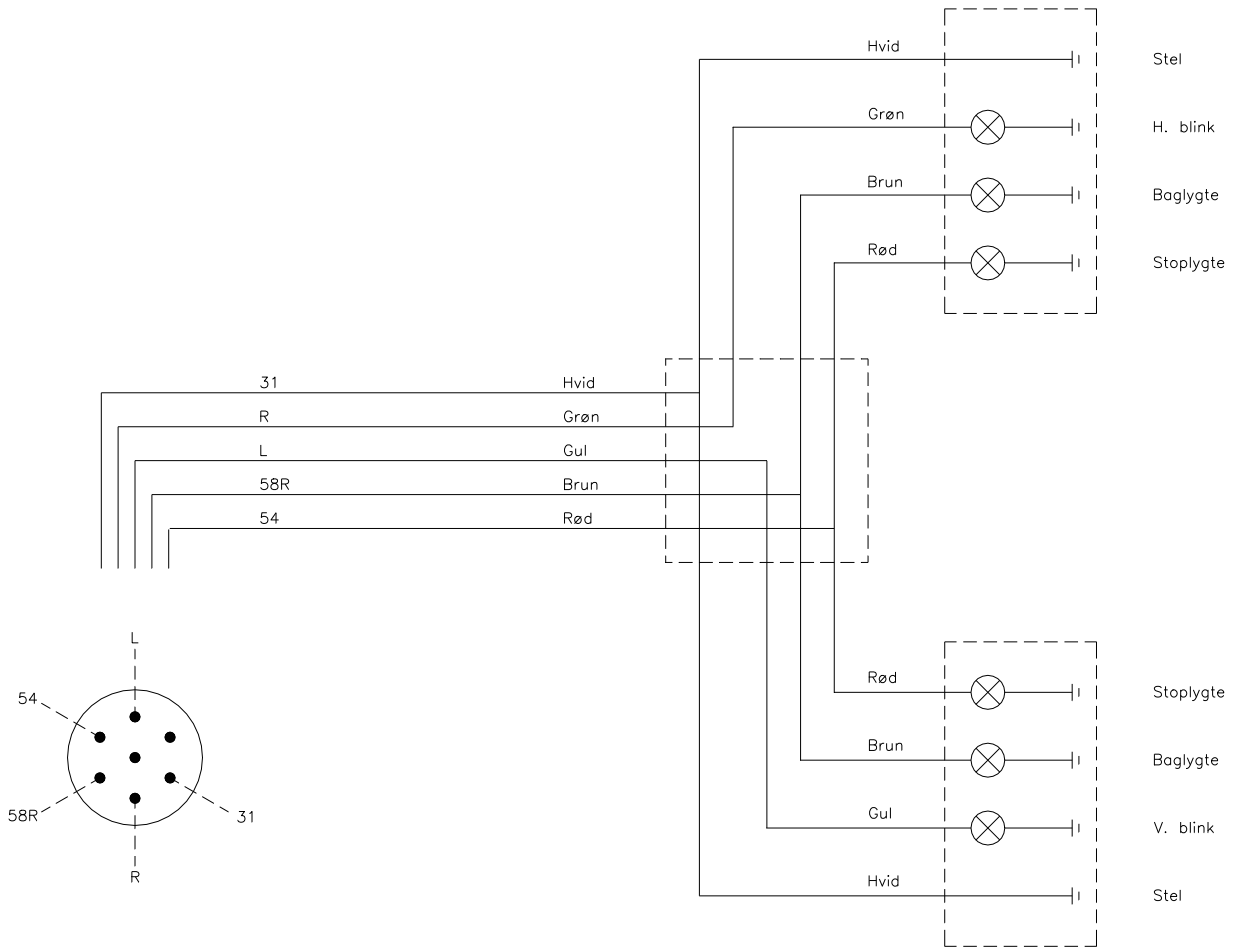 Hvid
Stel
Grøn
H. blink
Brun
Baglygte
Rød
Stoplygte
31
Hvid
R
Grøn
L
Gul
58R
Brun
54
Rød
L
54
58R
31
R
Rød
Stoplygte
Brun
Baglygte
Gul
V. blink
Hvid
Stel